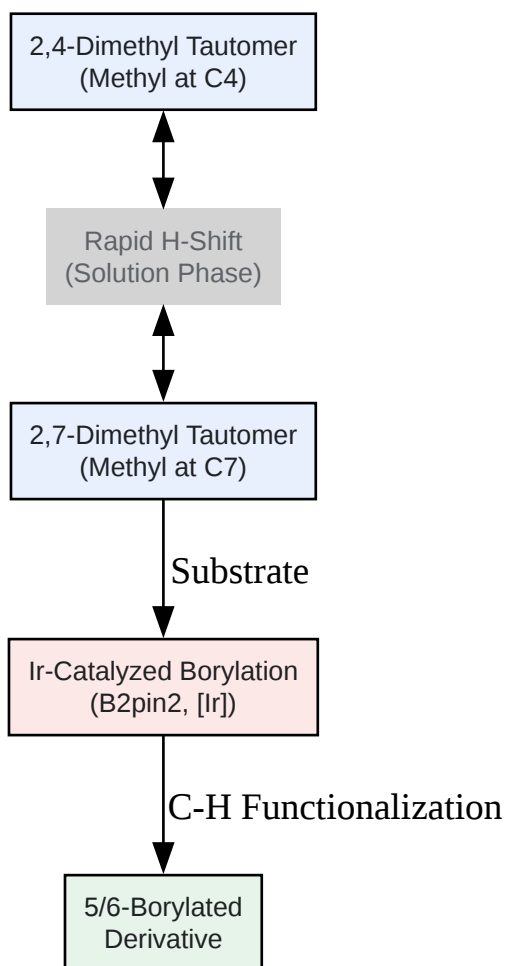 2,4-Dimethyl Tautomer
(Methyl at C4)
Rapid H-Shift
(Solution Phase)
2,7-Dimethyl Tautomer
(Methyl at C7)
Substrate
Ir-Catalyzed Borylation
(B2pin2, [Ir])
C-H Functionalization
5/6-Borylated
Derivative